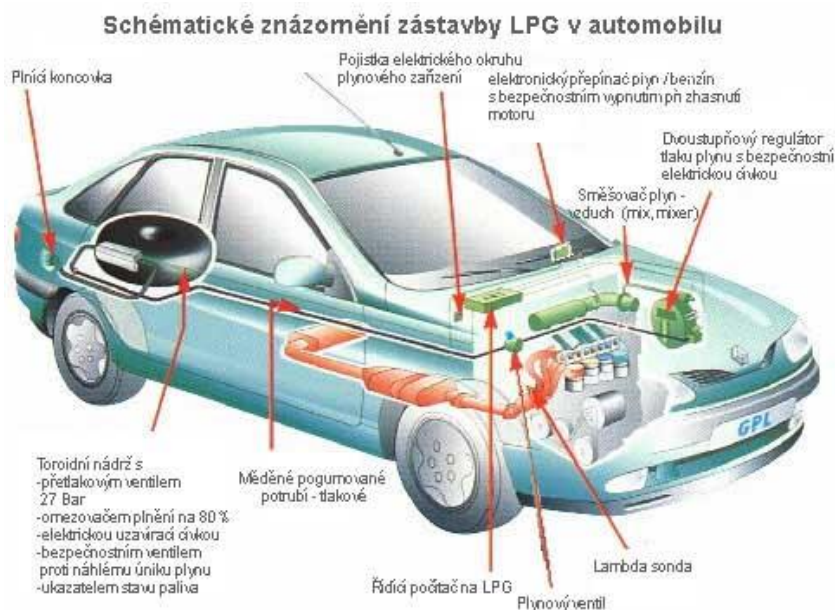 Schématické znázornění zástavby LPG v automobilu
Plnící koncovka
Pojistka elektrického okruhu
plynového zařízení
elektronický přepínač plyn / benzín
s bezpečnostním vypnutím při zhasnutí
motoru
Dvoustupňový regulátor
tlaku plynu s bezpečnostní
elektrickou cívkou
Směšovač plyn -
vzduch (mix, mixer)
GPL
Toroidní nádrž s
-přetlakovým ventilem
27 Bar
-omezovačem plnění na 80 %
-elektrickou uzavírací cívkou
-bezpečnostním ventilem
proti náhlému úniku plynu
-ukazatelem stavu paliva
Měděné pogumované
potrubí - tlakové
Řídící počítač na LPG
Plynový ventil
Lambda sonda